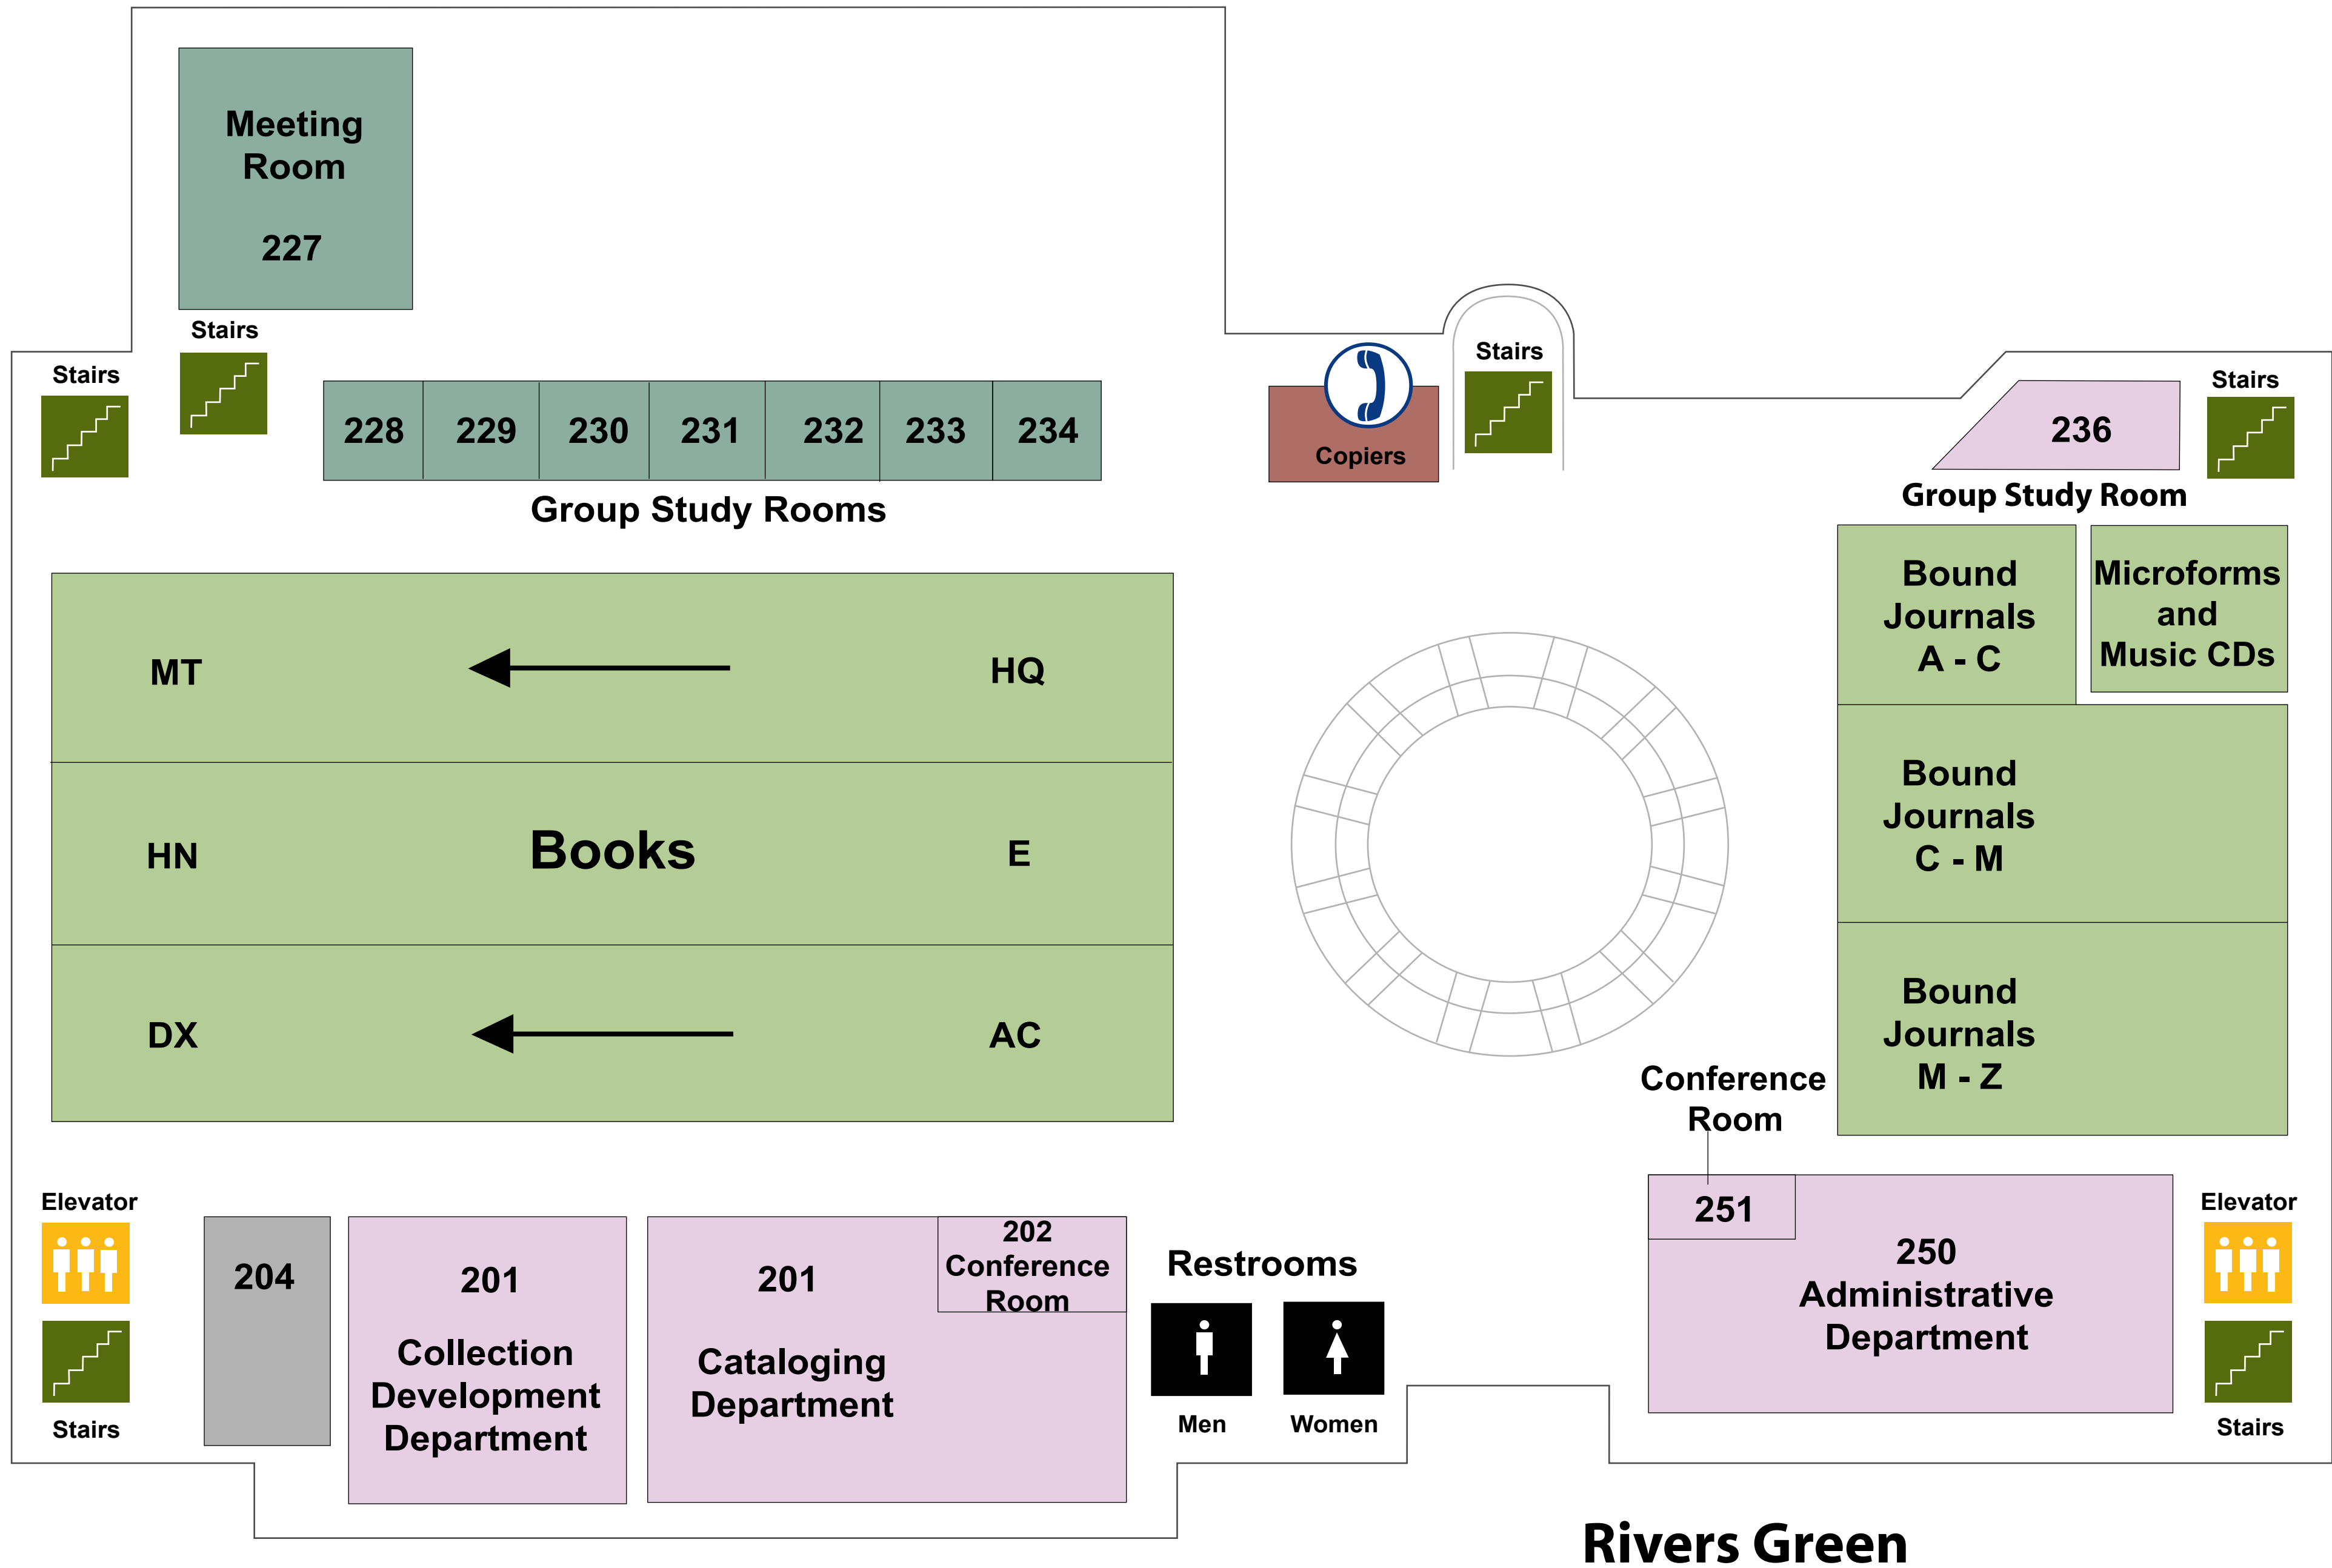 Meeting
Room
227
Stairs
Stairs
228 229 230 231 232 233 234
Group Study Rooms
Copiers
Stairs
236
Group Study Room
Stairs
MT
HQ
HN
Books
E
DX
AC
Bound
Journals
A - C
Microforms
and
Music CDs
Bound
Journals
C - M
Bound
Journals
M - Z
Conference
Room
251
250
Administrative
Department
Elevator
Stairs
Elevator
Stairs
204
201
Collection
Development
Department
201
Cataloging
Department
202
Conference
Room
Restrooms
Men
Women
Rivers Green